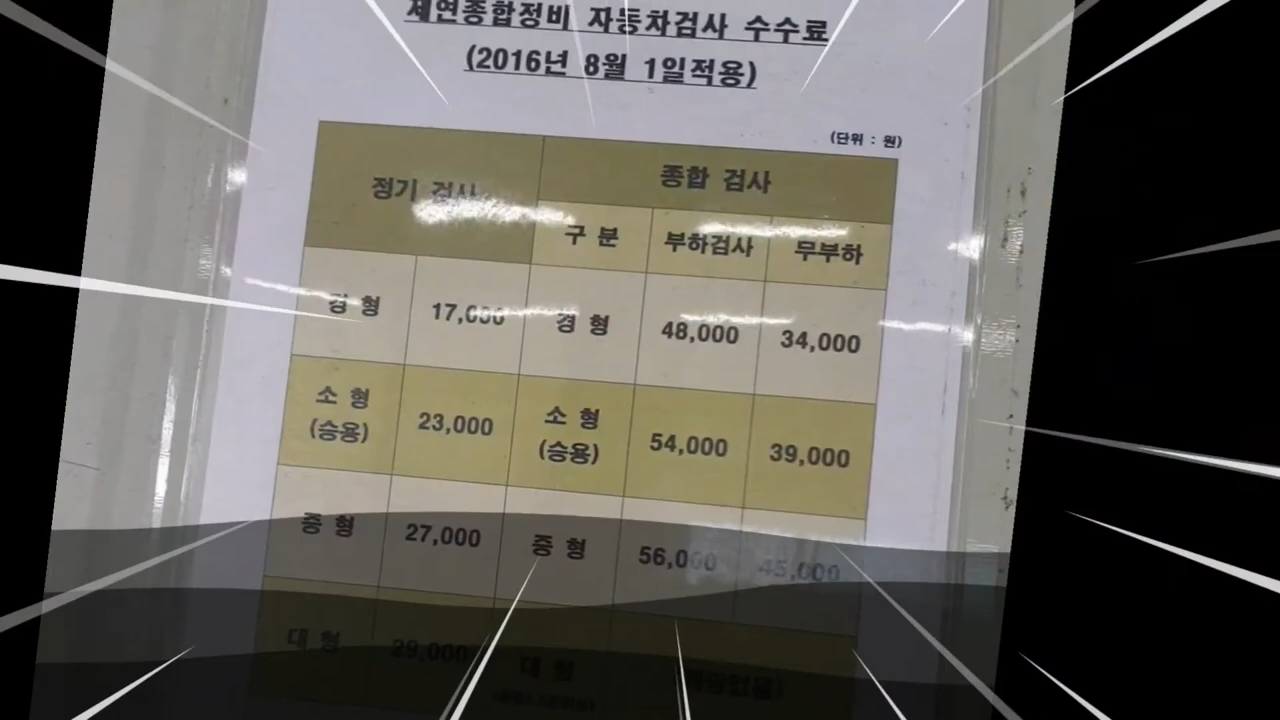 제연종합정비 자동차검사 수수료
(2016년 8월 1일적용)
(단위 : 원)
정기 검사
종합 검사
구 분 부하검사 무부하
경 형 17,000 경 형 48,000 34,000
소 형 (승용) 23,000 소 형 (승용) 54,000 39,000
중 형 27,000 중 형 56,000 45,000
대 형 29,000 대 형